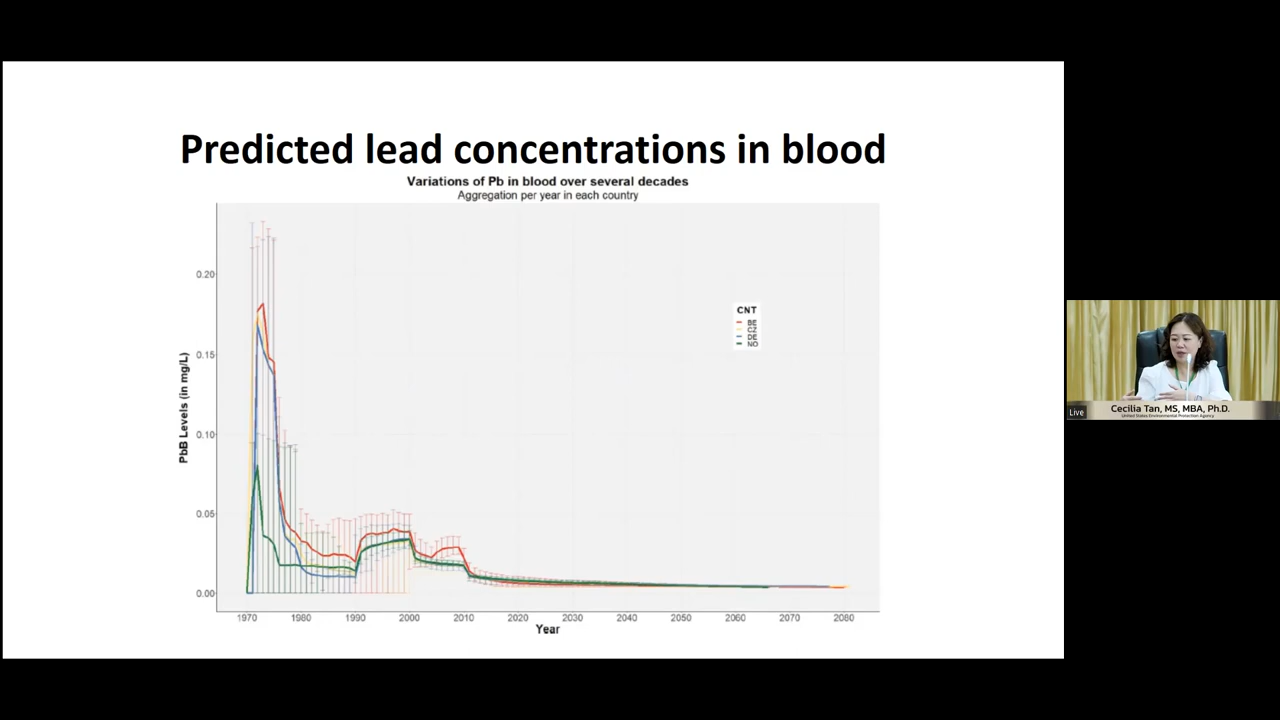 Predicted lead concentrations in blood
Variations of Pb in blood over several decades
Aggregation per year in each country
PbB Levels (in mg/L)
0.20
0.15
0.10
0.05
0.00
CNT
BE
CZ
DE
NO
1970 1980 1990 2000 2010 2020 2030 2040 2050 2060 2070 2080
Year
Live
Cecilia Tan, MS, MBA, Ph.D.
United States Environmental Protection Agency